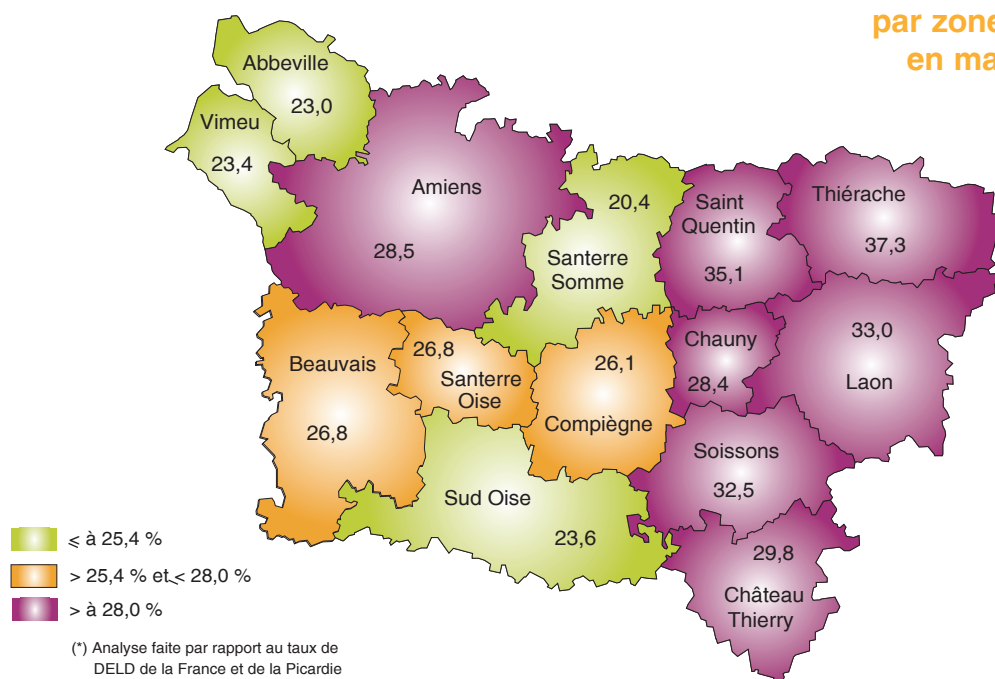 par zone
en ma
Abbeville
23,0
Vimeu
23,4
Amiens
28,5
20,4
Santerre
Somme
Saint
Quentin
35,1
Thiérache
37,3
Beauvais
26,8
26,8
Santerre
Oise
26,1
Compiègne
Chauny
28,4
33,0
Laon
Soissons
32,5
Sud Oise
23,6
29,8
Château
Thierry
⩽ à 25,4 %
> 25,4 % et ⩽ 28,0 %
> à 28,0 %
(*) Analyse faite par rapport au taux de
DELD de la France et de la Picardie